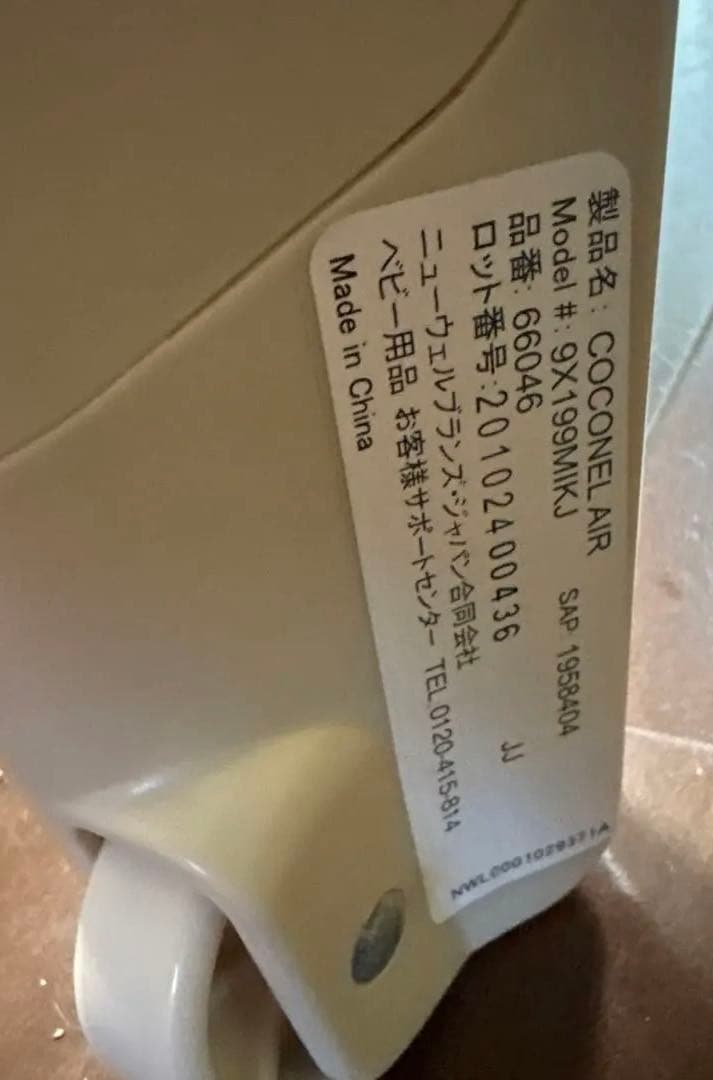 製品名: COCONEL AIR
Model #: 9X199MIKJ SAP 1958404
品番: 66046
ロット番号:20102400436 JJ
ニューウェルブランズ・ジャパン合同会社
ベビー用品 お客様サポートセンター TEL.0120-415-814
Made in China